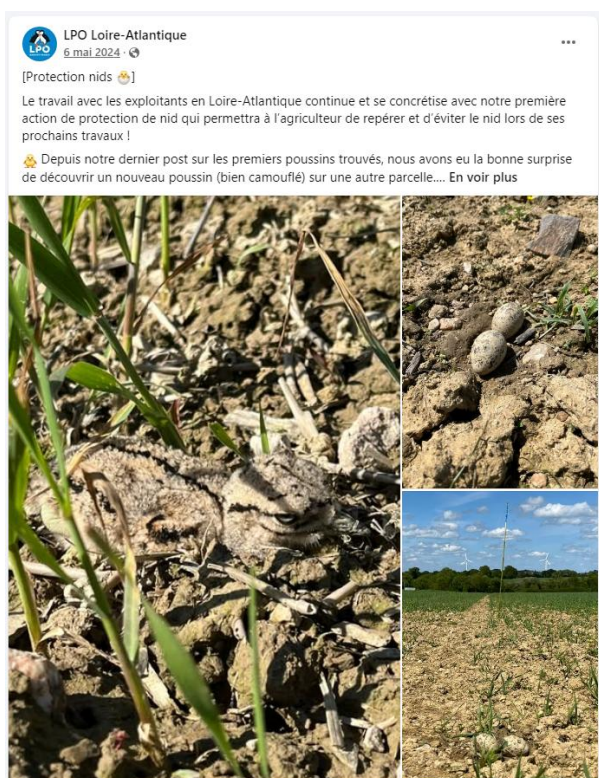 LPO Loire-Atlantique
6 mai 2024 ·
[Protection nids 🐣]
Le travail avec les exploitants en Loire-Atlantique continue et se concrétise avec notre première
action de protection de nid qui permettra à l’agriculteur de repérer et d’éviter le nid lors de ses
prochains travaux !
🐥 Depuis notre dernier post sur les premiers poussins trouvés, nous avons eu la bonne surprise
de découvrir un nouveau poussin (bien camouflé) sur une autre parcelle.... En voir plus
LPO